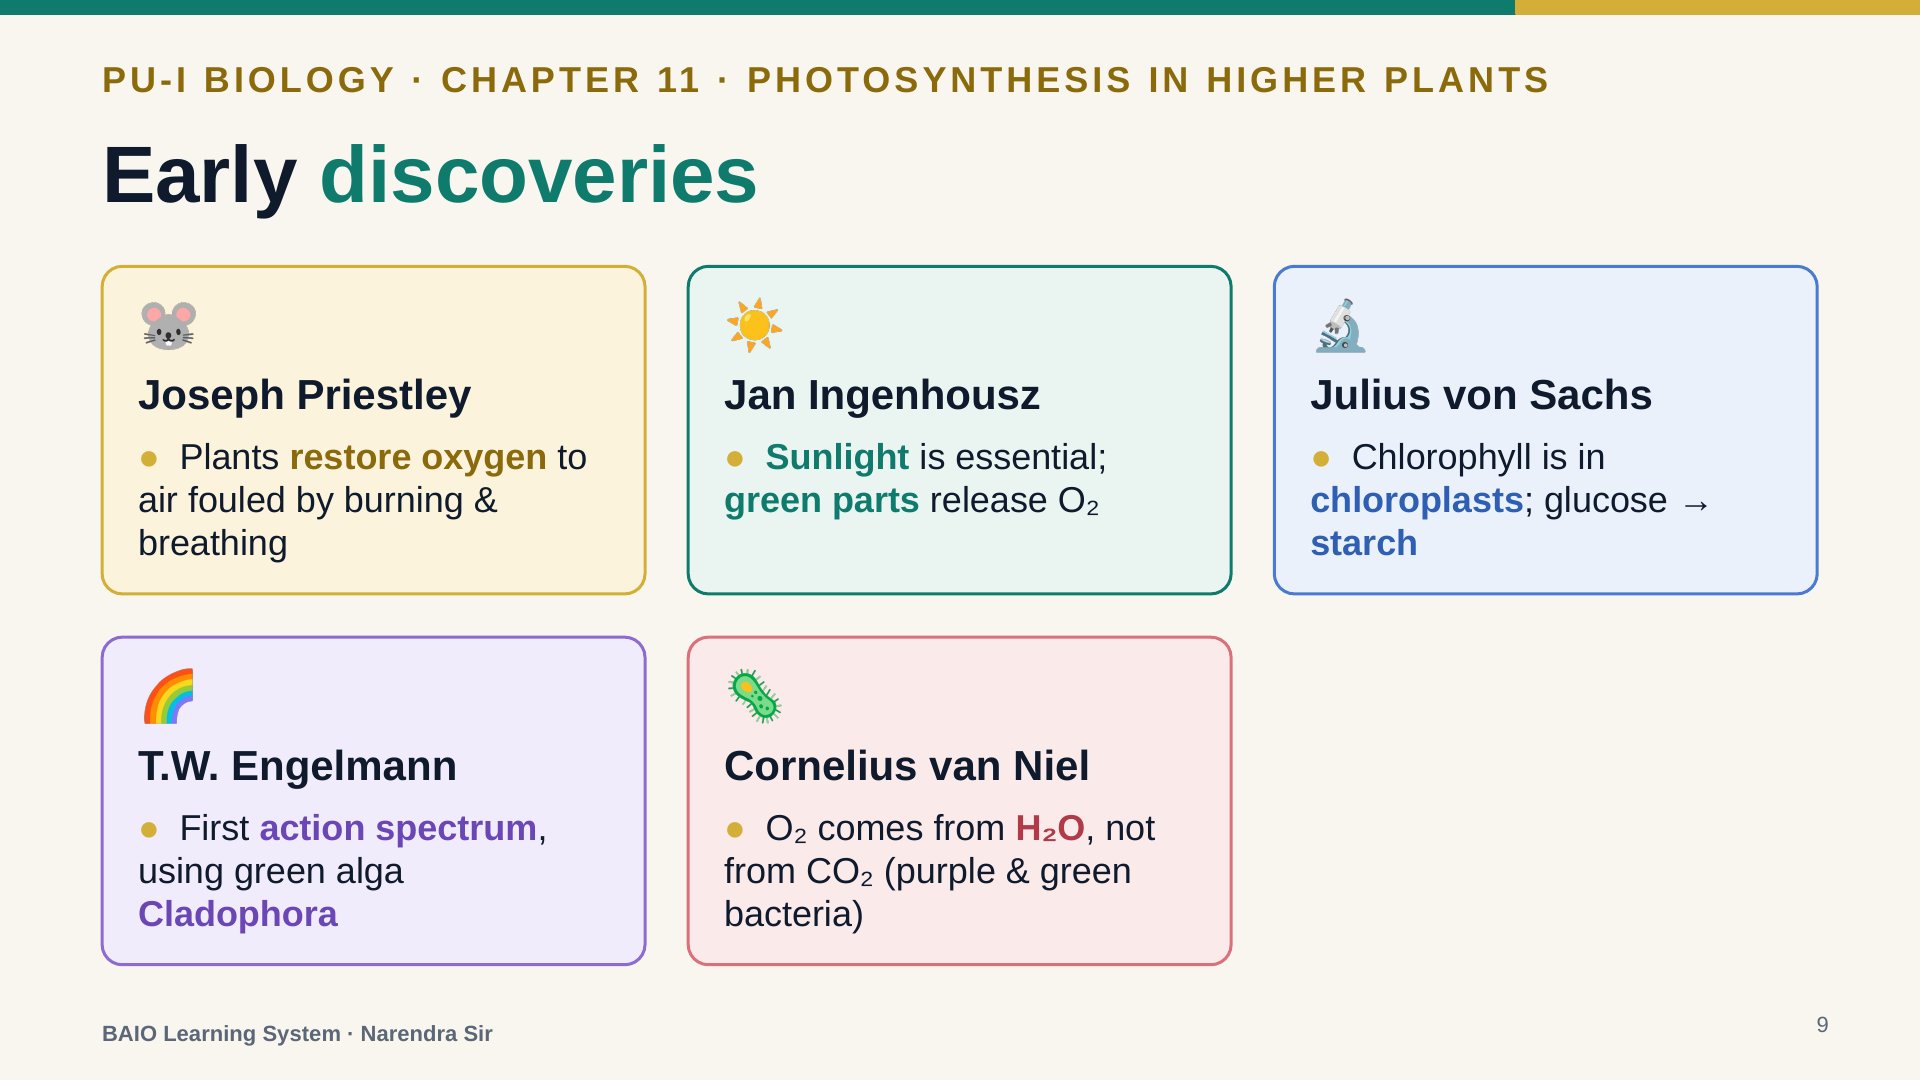 PU-I BIOLOGY · CHAPTER 11 · PHOTOSYNTHESIS IN HIGHER PLANTS
Early discoveries
Joseph Priestley
● Plants restore oxygen to
air fouled by burning &
breathing
Jan Ingenhousz
● Sunlight is essential;
green parts release O₂
Julius von Sachs
● Chlorophyll is in
chloroplasts; glucose →
starch
T.W. Engelmann
● First action spectrum,
using green alga
Cladophora
Cornelius van Niel
● O₂ comes from H₂O, not
from CO₂ (purple & green
bacteria)
BAIO Learning System · Narendra Sir
9